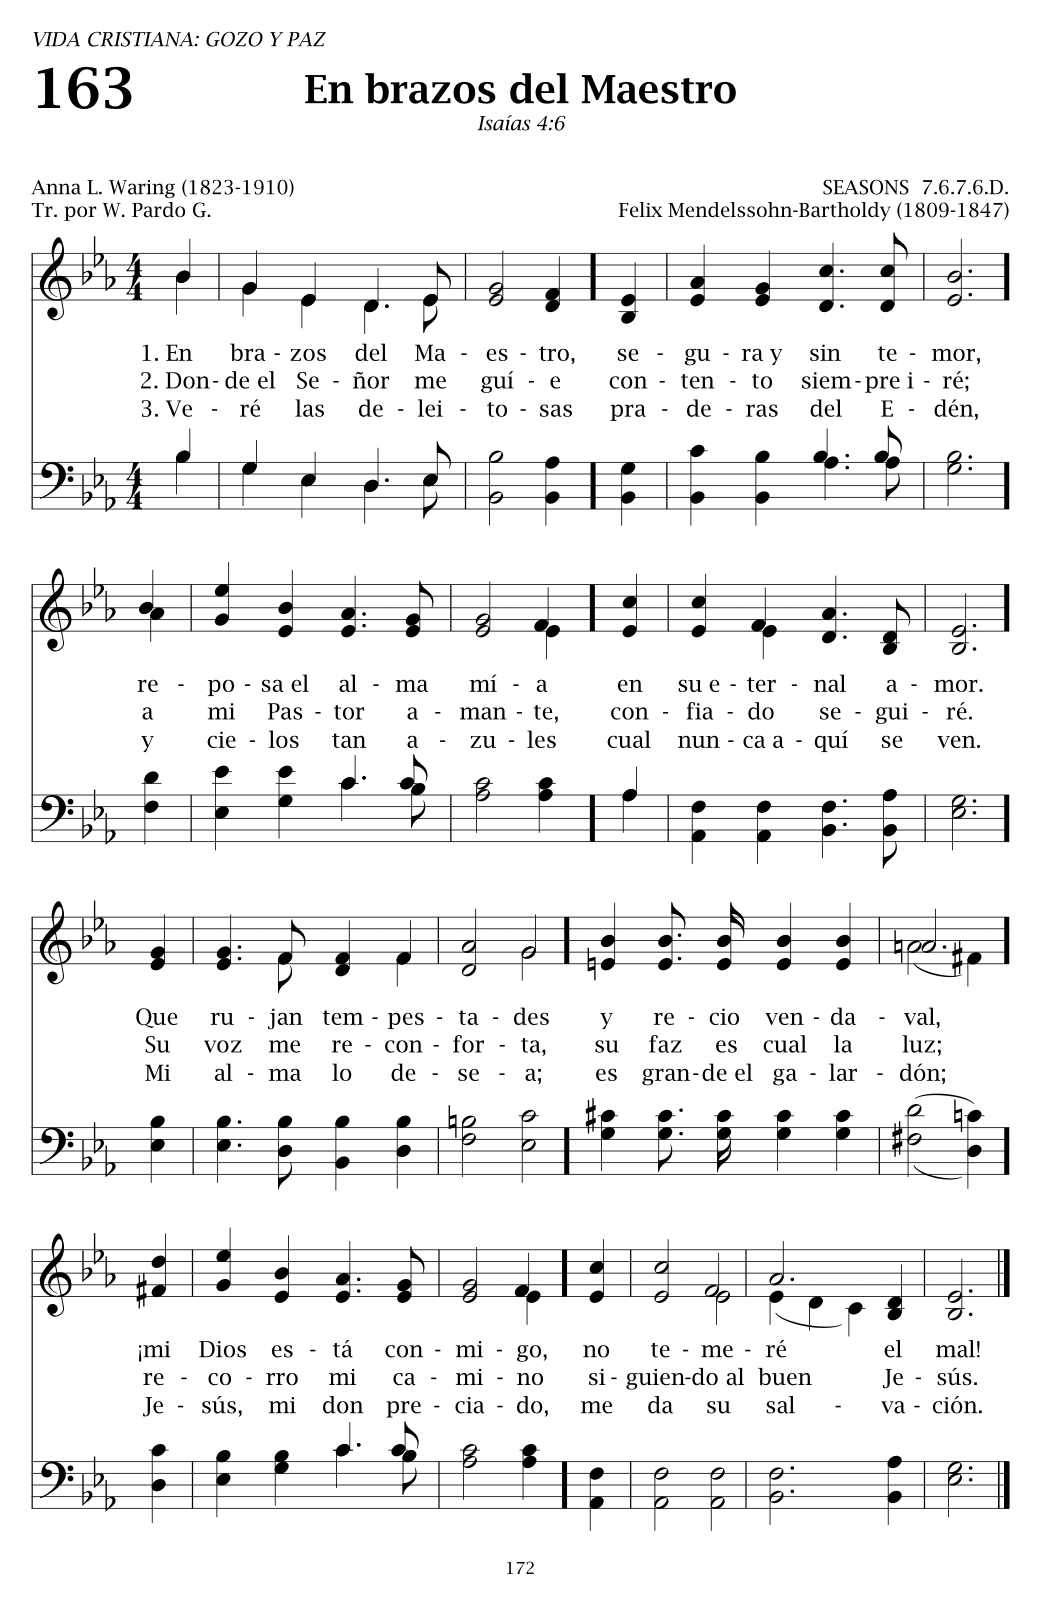 VIDA CRISTIANA: GOZO Y PAZ
163
En brazos del Maestro
Isaías 4:6
Anna L. Waring (1823-1910)
SEASONS 7.6.7.6.D.
Tr. por W. Pardo G.
Felix Mendelssohn-Bartholdy (1809-1847)
1. En bra - zos del Ma - es - tro, se - gu - ra y sin te - mor,
2. Don - de el Se - ñor me guí - e con - ten - to siem - pre i - ré;
3. Ve - ré las de - lei - to - sas pra - de - ras del E - dén,
re - po - sa el al - ma mí - a en su e - ter - nal a - mor.
a mi Pas - tor a - man - te, con - fia - do se - gui - ré.
y cie - los tan a - zu - les cual nun - ca a - quí se ven.
Que ru - jan tem - pes - ta - des y re - cio ven - da - val,
Su voz me re - con - for - ta, su faz es cual la luz;
Mi al - ma lo de - se - a; es gran - de el ga - lar - dón;
¡mi Dios es - tá con - mi - go, no te - me - ré el mal!
re - co - rro mi ca - mi - no si - guien - do al buen Je - sús.
Je - sús, mi don pre - cia - do, me da su sal - va - ción.
172